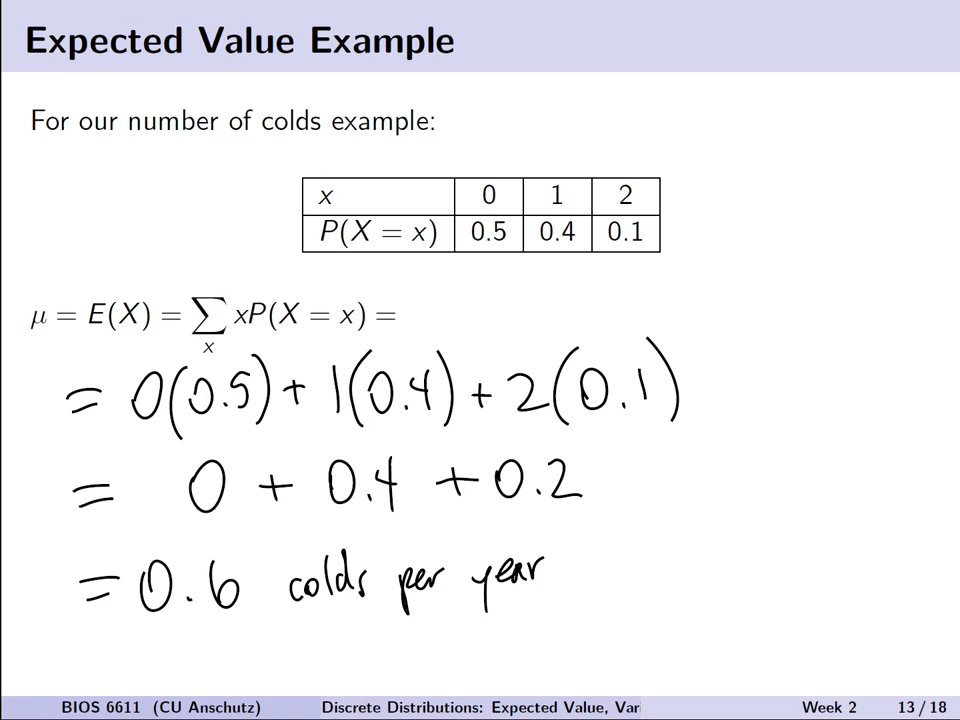 Expected Value Example
For our number of colds example:
x 0 1 2
P(X = x) 0.5 0.4 0.1
μ = E(X) = ∑ xP(X = x) =
x
= 0(0.5) + 1(0.4) + 2(0.1)
= 0 + 0.4 + 0.2
= 0.6 colds per year
BIOS 6611 (CU Anschutz) Discrete Distributions: Expected Value, Vari Week 2 13 / 18